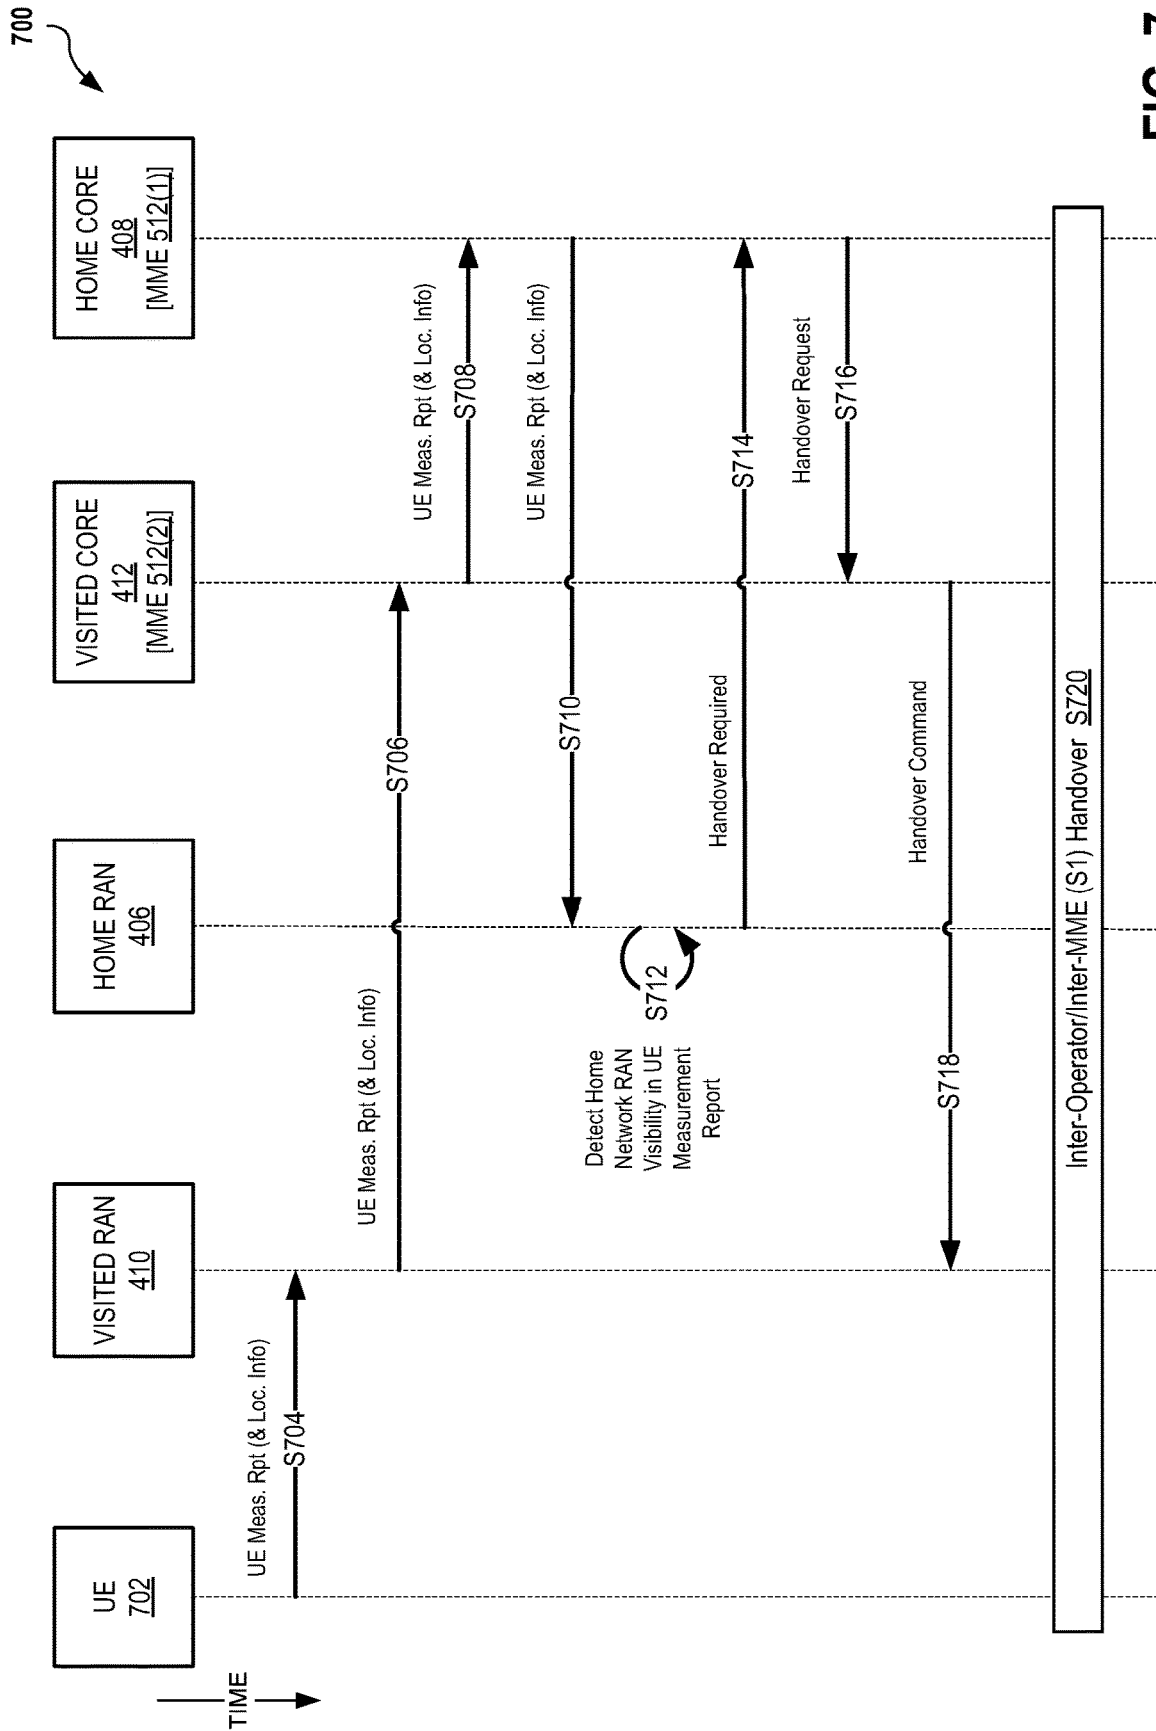 700
UE
702
VISITED RAN
410
HOME RAN
406
VISITED CORE
412
[MME 512(2)]
HOME CORE
408
[MME 512(1)]
TIME
UE Meas. Rpt (& Loc. Info)
S704
UE Meas. Rpt (& Loc. Info)
S706
UE Meas. Rpt (& Loc. Info)
S708
UE Meas. Rpt (& Loc. Info)
S710
Detect Home
Network RAN
Visibility in UE
Measurement
Report
S712
Handover Required
S714
Handover Request
S716
Handover Command
S718
Inter-Operator/Inter-MME (S1) Handover S720
FIG. 7